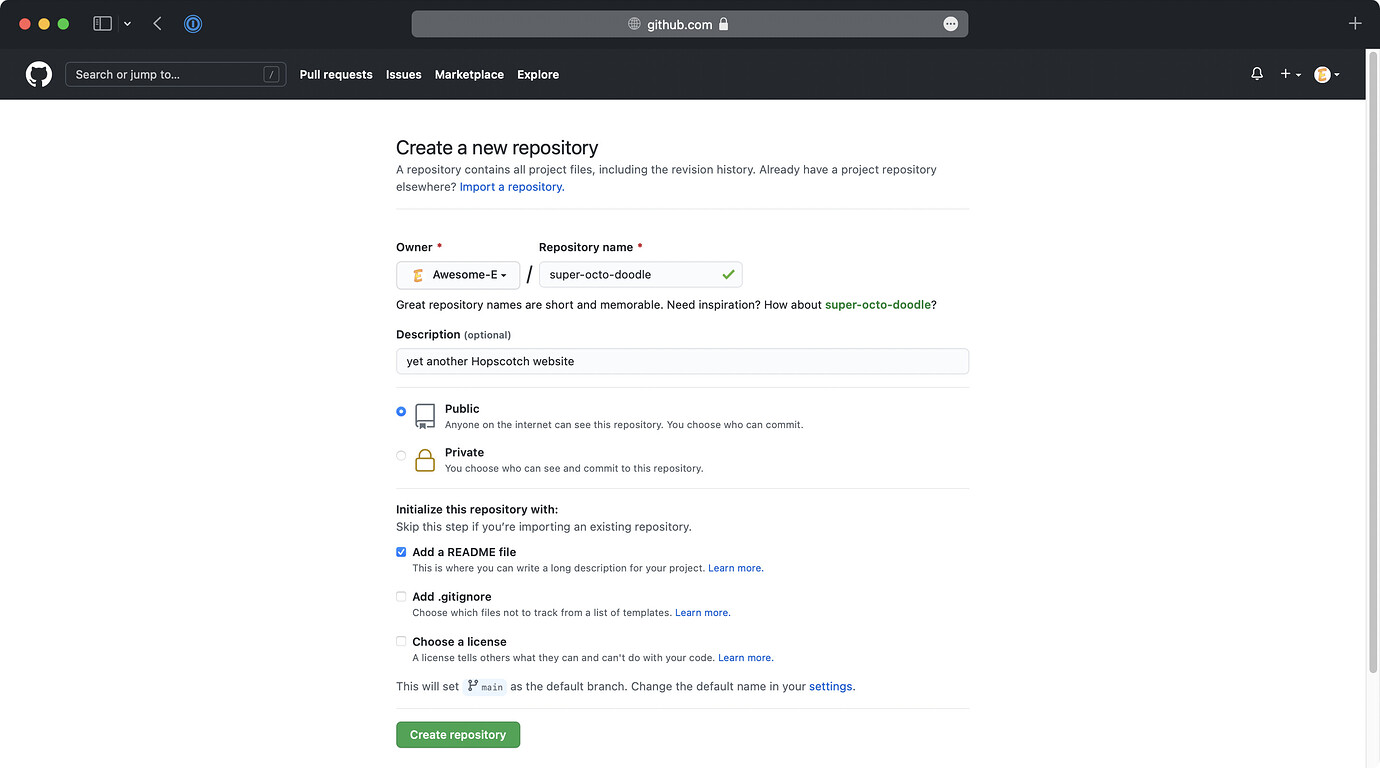 github.com
Search or jump to... /
Pull requests Issues Marketplace Explore
Create a new repository
A repository contains all project files, including the revision history. Already have a project repository
elsewhere? Import a repository.
Owner * Repository name *
E Awesome-E / super-octo-doodle
Great repository names are short and memorable. Need inspiration? How about super-octo-doodle?
Description (optional)
yet another Hopscotch website
Public
Anyone on the internet can see this repository. You choose who can commit.
Private
You choose who can see and commit to this repository.
Initialize this repository with:
Skip this step if you’re importing an existing repository.
Add a README file
This is where you can write a long description for your project. Learn more.
Add .gitignore
Choose which files not to track from a list of templates. Learn more.
Choose a license
A license tells others what they can and can't do with your code. Learn more.
This will set main as the default branch. Change the default name in your settings.
Create repository